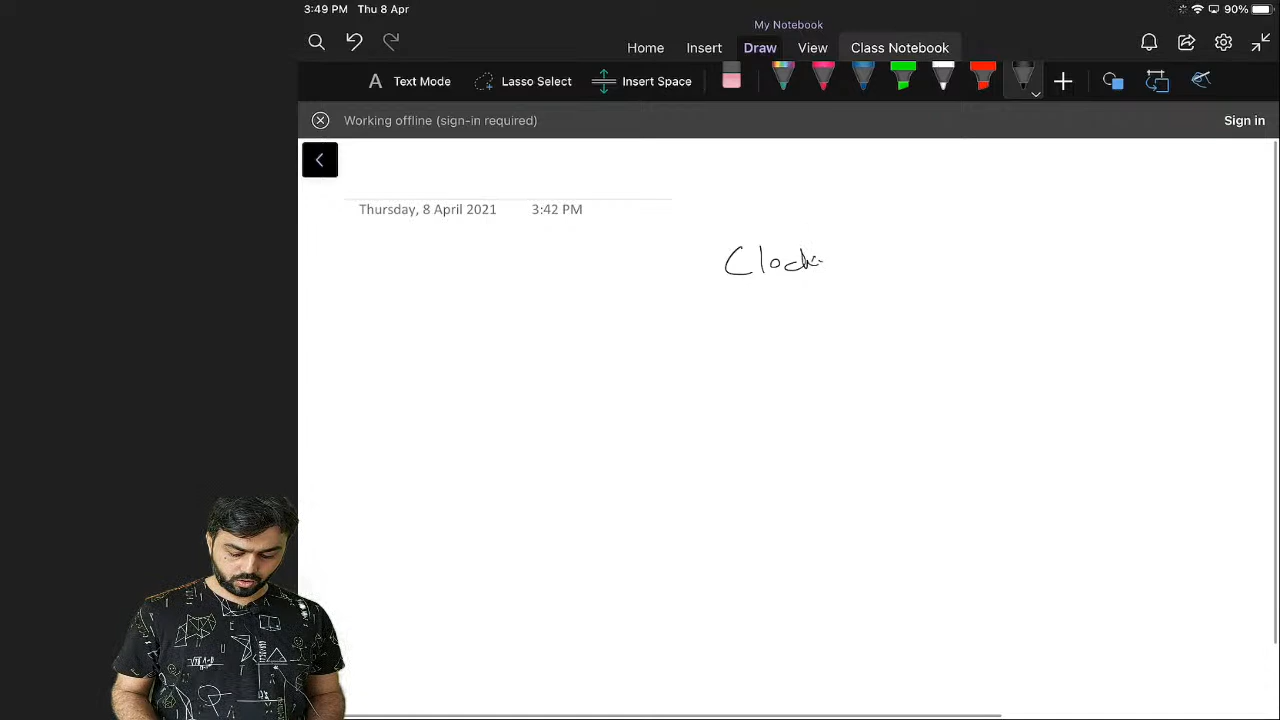 3:49 PM Thu 8 Apr
90%
My Notebook
Home Insert Draw View Class Notebook
A Text Mode Lasso Select Insert Space
Working offline (sign-in required) Sign in
Thursday, 8 April 2021 3:42 PM
Clock